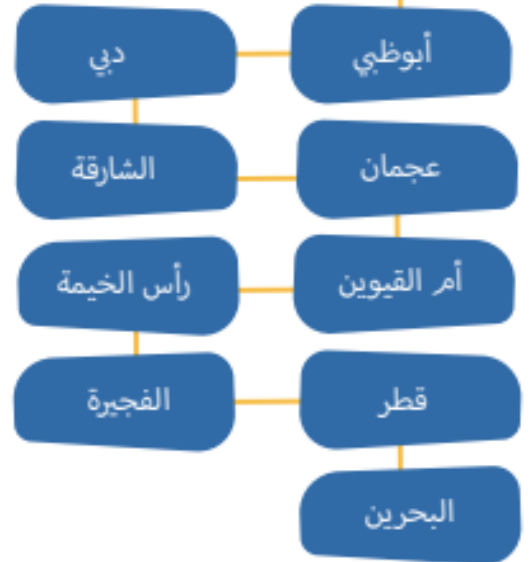 أبوظبي
دبي
الشارقة
عجمان
أم القيوين
رأس الخيمة
الفجيرة
قطر
البحرين